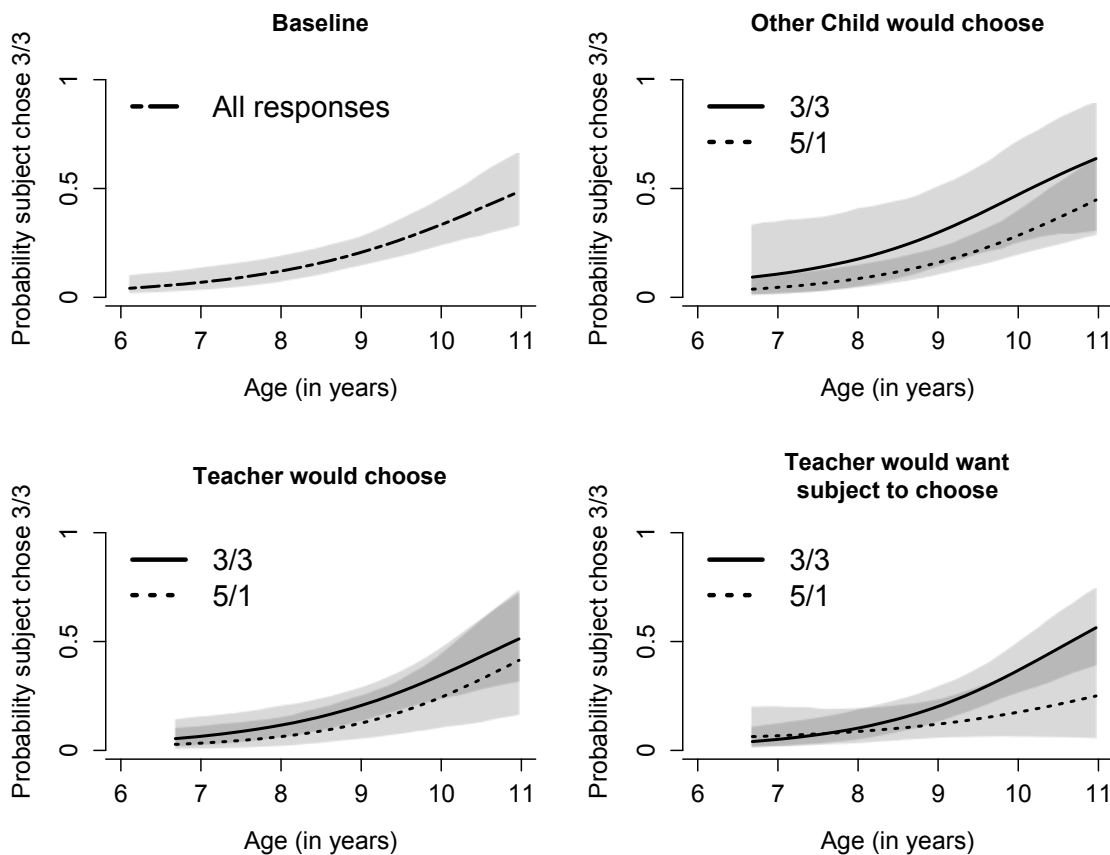 Baseline
Probability subject chose 3/3
1
0.5
0
All responses
6 7 8 9 10 11
Age (in years)
Other Child would choose
Probability subject chose 3/3
1
0.5
0
3/3
5/1
6 7 8 9 10 11
Age (in years)
Teacher would choose
Probability subject chose 3/3
1
0.5
0
3/3
5/1
6 7 8 9 10 11
Age (in years)
Teacher would want
subject to choose
Probability subject chose 3/3
1
0.5
0
3/3
5/1
6 7 8 9 10 11
Age (in years)